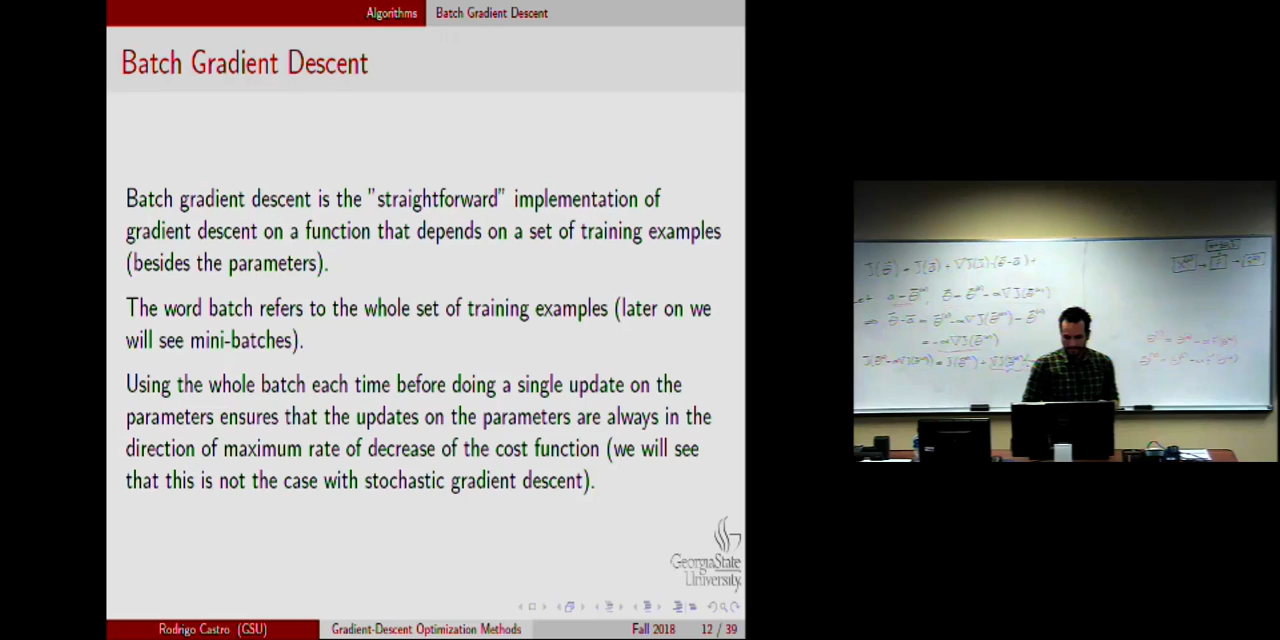 Algorithms
Batch Gradient Descent
Batch Gradient Descent
Batch gradient descent is the "straightforward" implementation of
gradient descent on a function that depends on a set of training examples
(besides the parameters).
The word batch refers to the whole set of training examples (later on we
will see mini-batches).
Using the whole batch each time before doing a single update on the
parameters ensures that the updates on the parameters are always in the
direction of maximum rate of decrease of the cost function (we will see
that this is not the case with stochastic gradient descent).
GeorgiaState
University
Rodrigo Castro (GSU)
Gradient-Descent Optimization Methods
Fall 2018
12 / 39